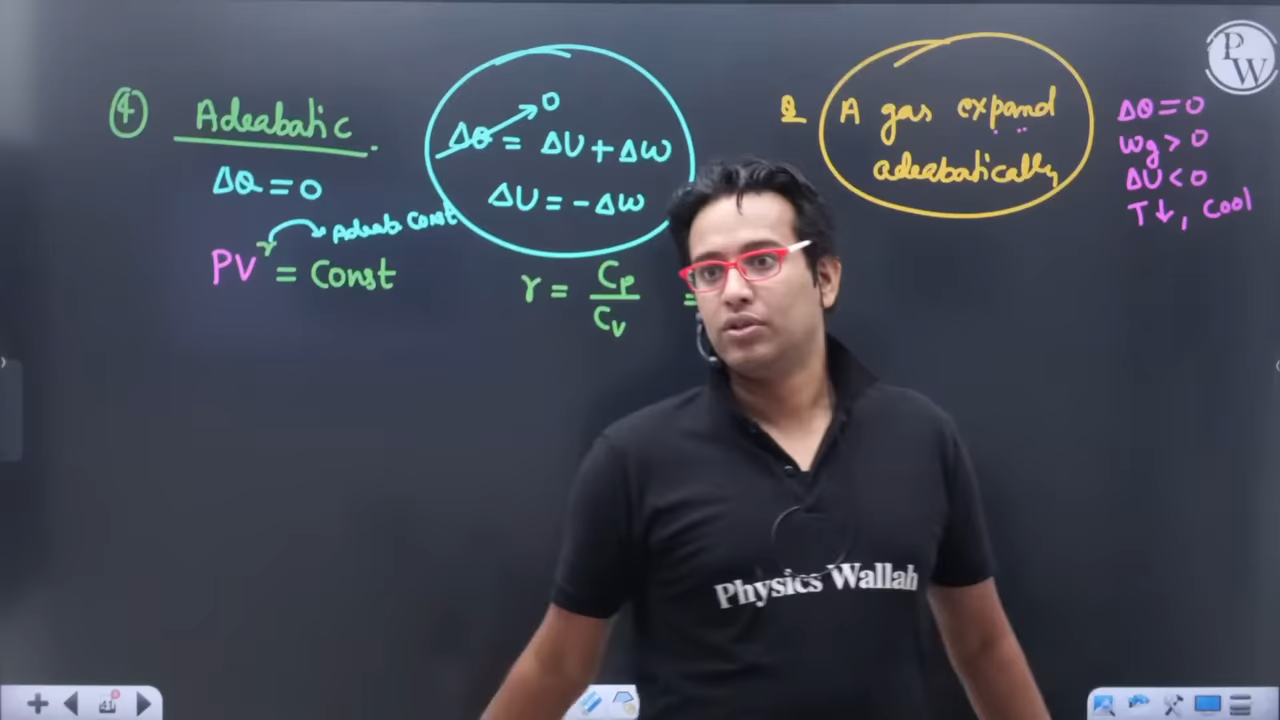 ④ Adeabatic
ΔQ = 0
PV^γ = Const
Adeab Const
ΔQ → 0 = ΔU + ΔW
ΔU = -ΔW
γ = Cp / Cv =
Q A gas expand
adeabatically
ΔQ = 0
Wg > 0
ΔU < 0
T↓, Cool
PW
Physics Wallah